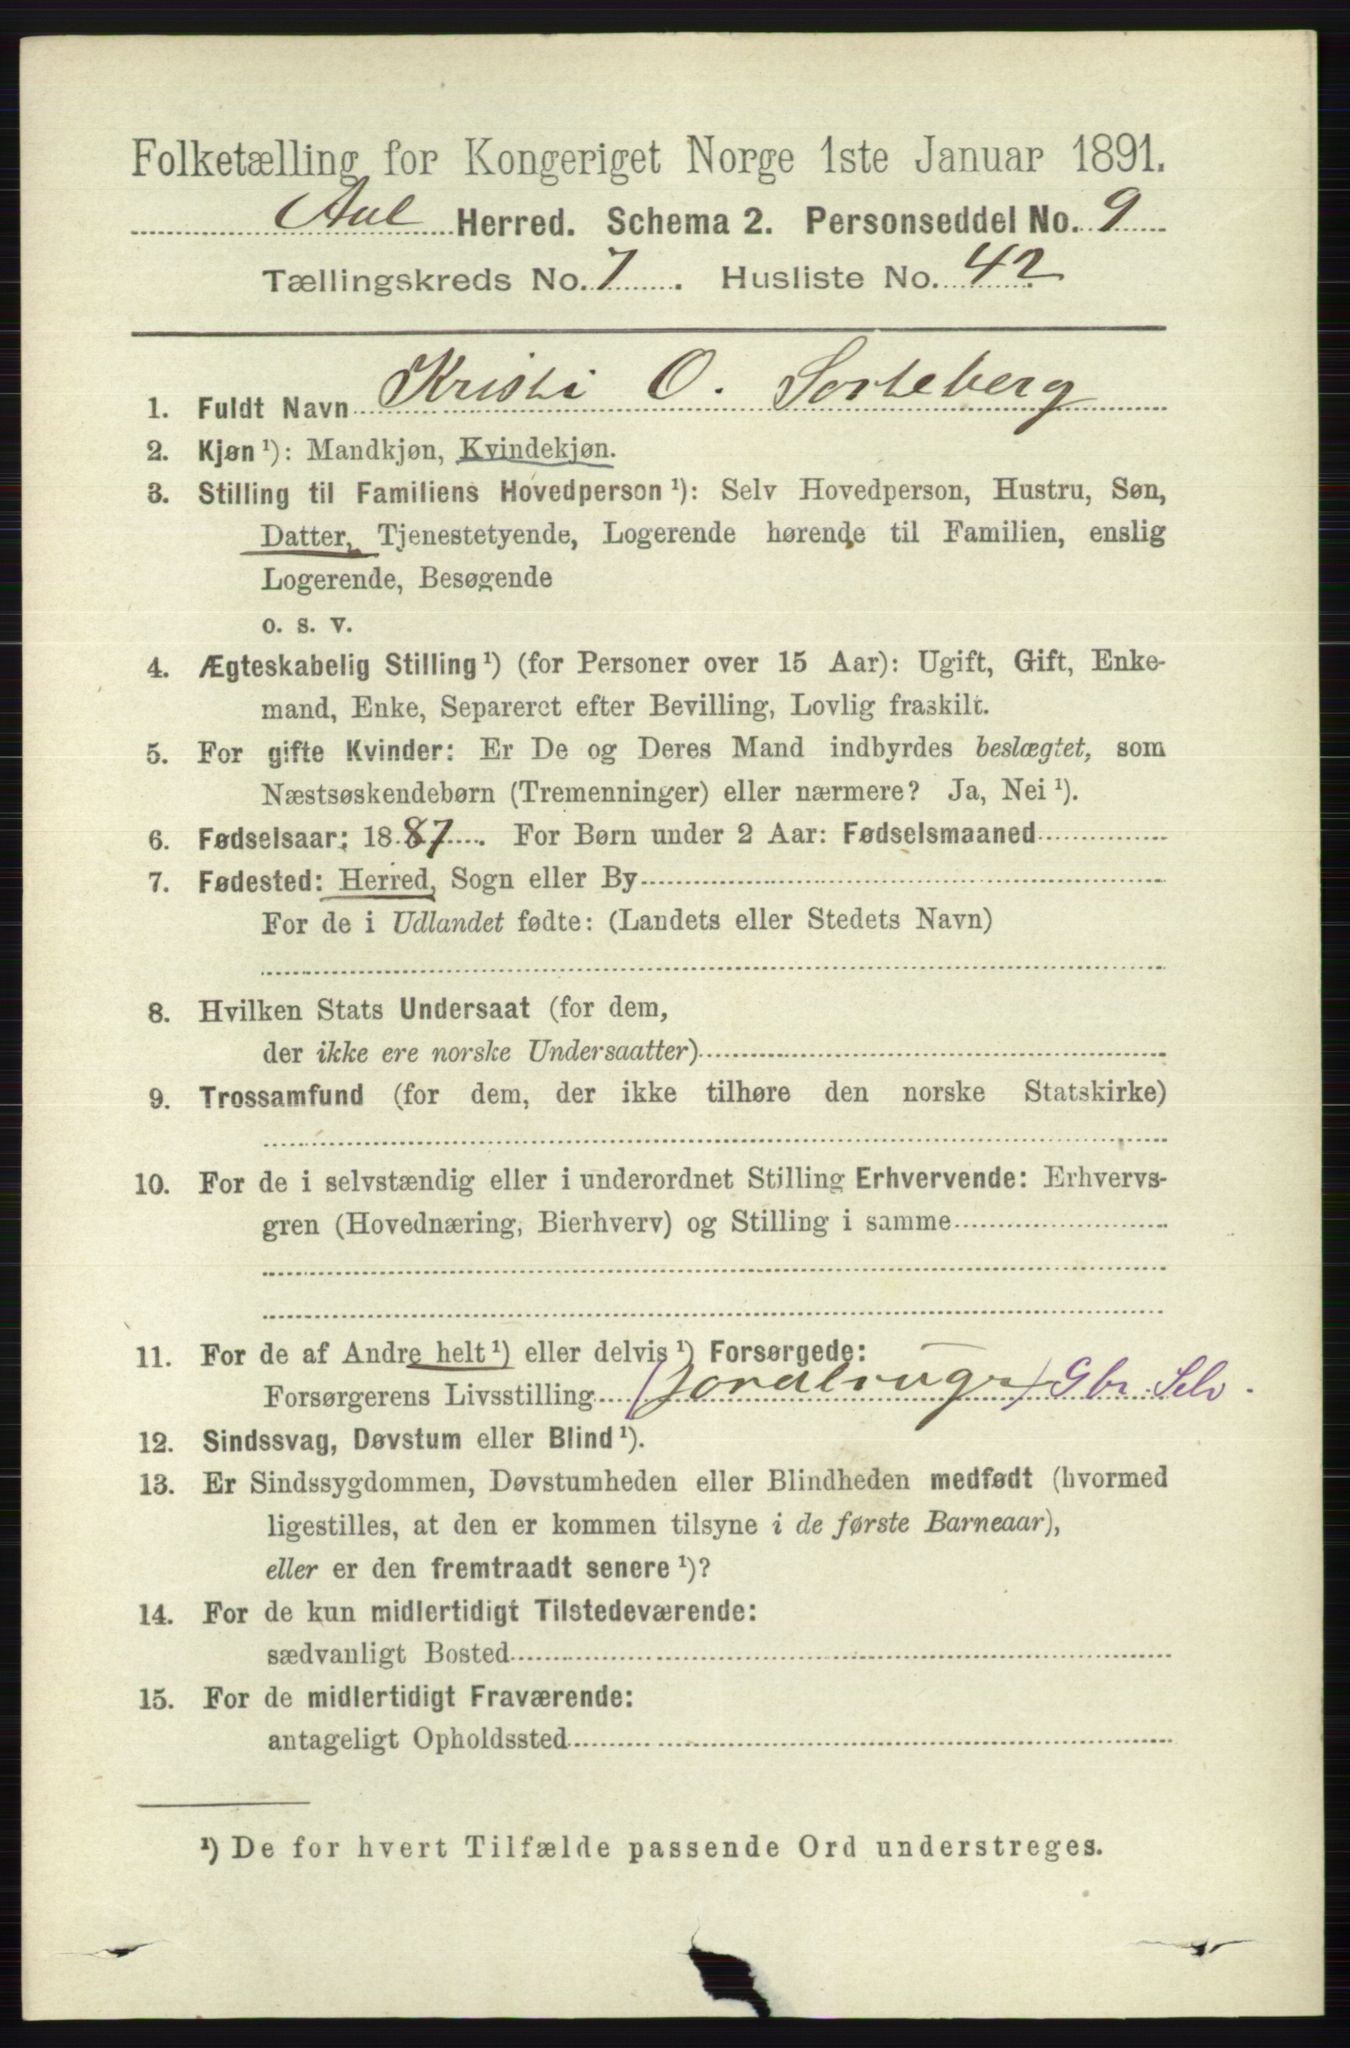 Folketælling for Kongeriget Norge 1ste Januar 1891.
Aal Herred. Schema 2. Personseddel No. 9
Tællingskreds No. 7. Husliste No. 42
1. Fuldt Navn Kristi O. Sorteberg
2. Kjøn ¹): Mandkjøn, Kvindekjøn.
3. Stilling til Familiens Hovedperson ¹): Selv Hovedperson, Hustru, Søn,
Datter, Tjenestetyende, Logerende hørende til Familien, enslig
Logerende, Besøgende
o. s. v.
4. Ægteskabelig Stilling ¹) (for Personer over 15 Aar): Ugift, Gift, Enke-
mand, Enke, Separeret efter Bevilling, Lovlig fraskilt.
5. For gifte Kvinder: Er De og Deres Mand indbyrdes beslægtet, som
Næstsøskendebørn (Tremenninger) eller nærmere? Ja, Nei ¹).
6. Fødselsaar: 1887. For Børn under 2 Aar: Fødselsmaaned
7. Fødested: Herred, Sogn eller By
For de i Udlandet fødte: (Landets eller Stedets Navn)
8. Hvilken Stats Undersaat (for dem,
der ikke ere norske Undersaatter)
9. Trossamfund (for dem, der ikke tilhøre den norske Statskirke)
10. For de i selvstændig eller i underordnet Stilling Erhvervende: Erhvervs-
gren (Hovednæring, Bierhverv) og Stilling i samme
11. For de af Andre helt ¹) eller delvis ¹) Forsørgede:
Forsørgerens Livsstilling (Jordbruger) Gbr. Selv.
12. Sindssvag, Døvstum eller Blind ¹).
13. Er Sindssygdommen, Døvstumheden eller Blindheden medfødt (hvormed
ligestilles, at den er kommen tilsyne i de første Barneaar),
eller er den fremtraadt senere ¹)?
14. For de kun midlertidigt Tilstedeværende:
sædvanligt Bosted
15. For de midlertidigt Fraværende:
antageligt Opholdssted
¹) De for hvert Tilfælde passende Ord understreges.